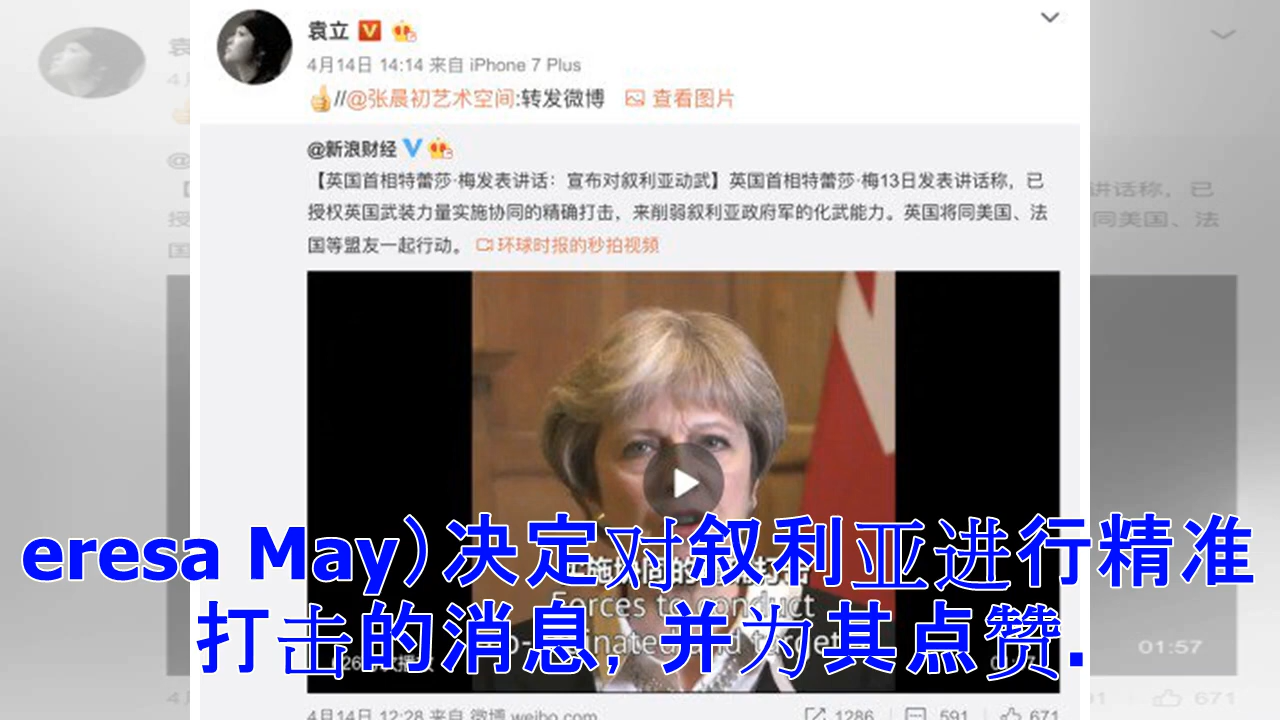 袁立
4月14日 14:14 来自 iPhone 7 Plus
//@张晨初艺术空间:转发微博 查看图片
@新浪财经
【英国首相特蕾莎·梅发表讲话：宣布对叙利亚动武】英国首相特蕾莎·梅13日发表讲话称，已
授权英国武装力量实施协同的精确打击，来削弱叙利亚政府军的化武能力。英国将同美国、法
国等盟友一起行动。 环球时报的秒拍视频
eresa May)决定对叙利亚进行精准
打击的消息, 并为其点赞.
Forces to conduct
01:57
4月14日 12:28 来自 微博 weibo.com
1286 591 671